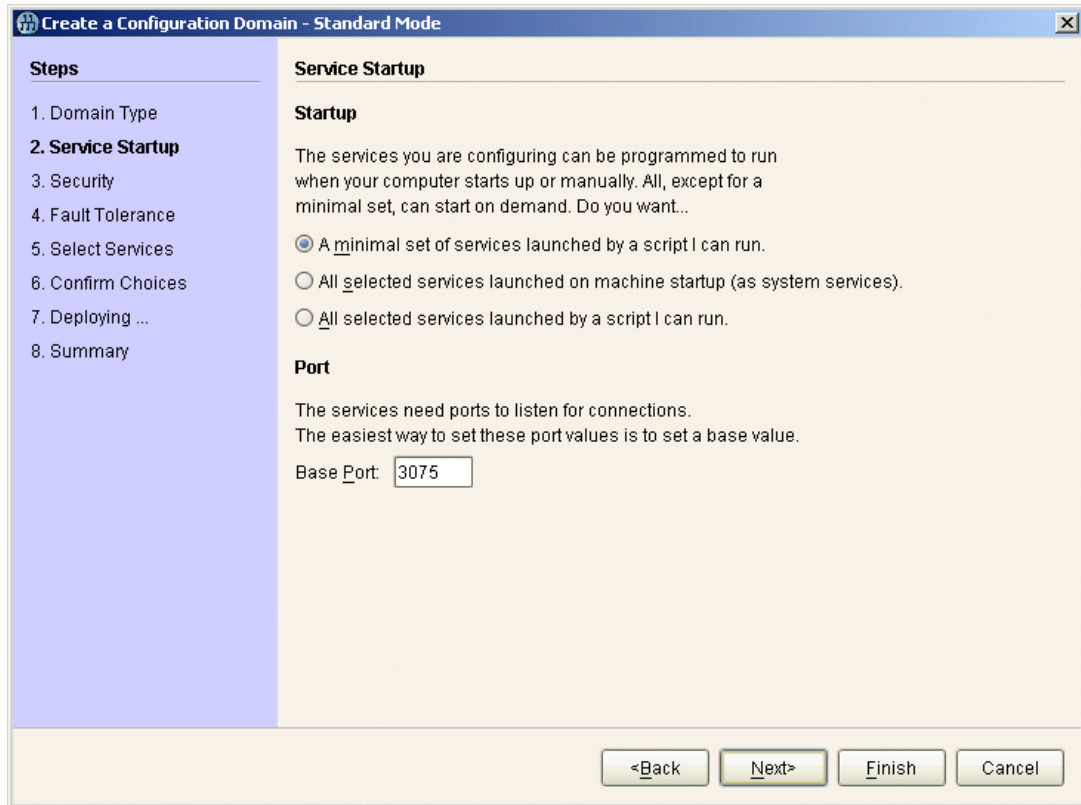 Create a Configuration Domain - Standard Mode
Steps
1. Domain Type
2. Service Startup
3. Security
4. Fault Tolerance
5. Select Services
6. Confirm Choices
7. Deploying ...
8. Summary
Service Startup
Startup
The services you are configuring can be programmed to run
when your computer starts up or manually. All, except for a
minimal set, can start on demand. Do you want...
A minimal set of services launched by a script I can run.
All selected services launched on machine startup (as system services).
All selected services launched by a script I can run.
Port
The services need ports to listen for connections.
The easiest way to set these port values is to set a base value.
Base Port: 3075
<Back Next> Finish Cancel